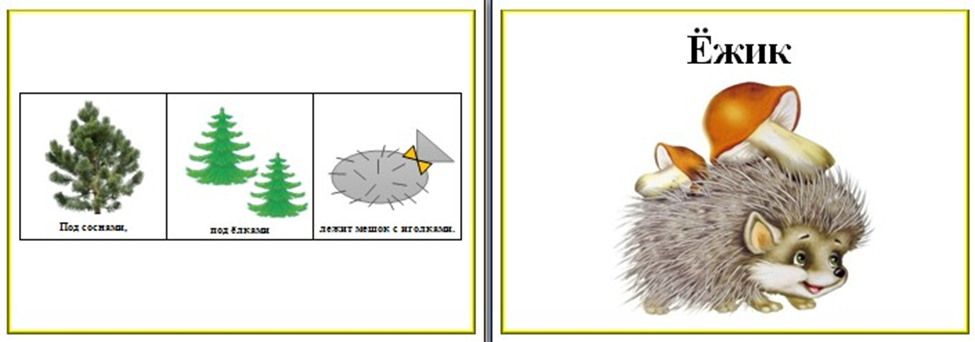 Под соснами,
под ёлками
лежит мешок с иголками.
Ёжик